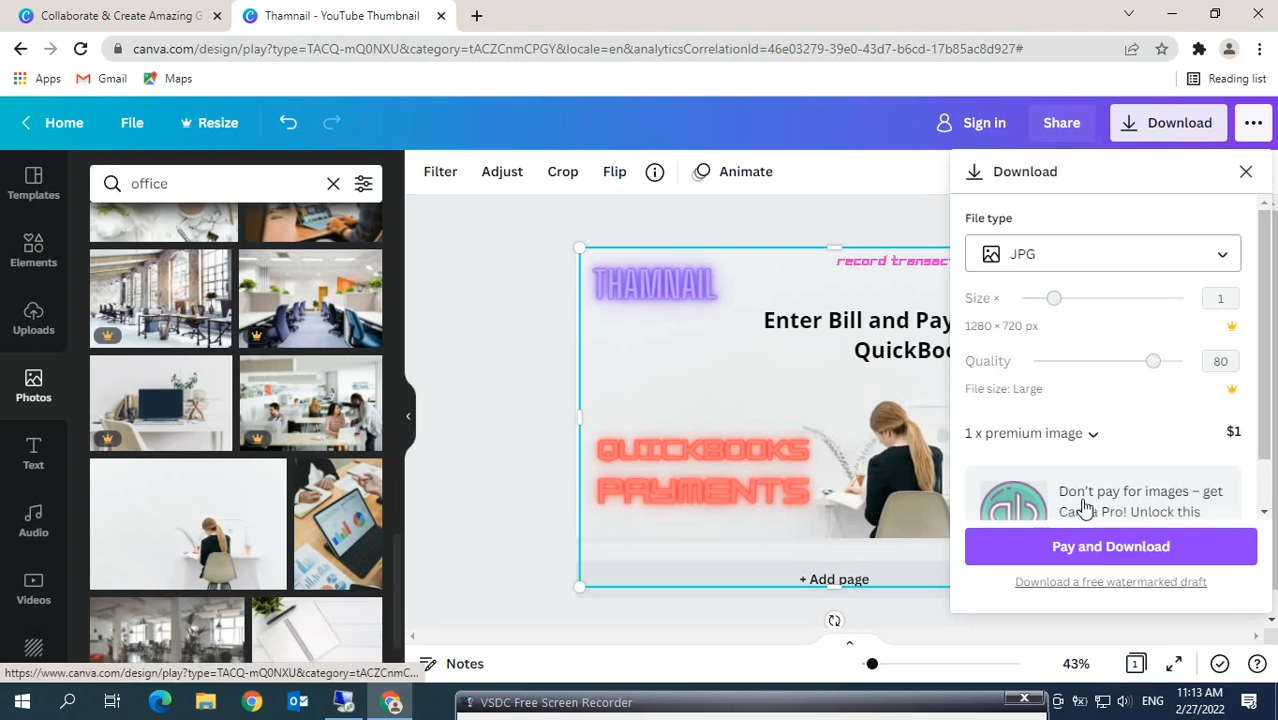 Collaborate & Create Amazing G
Thamnail - YouTube Thumbnail
canva.com/design/play?type=TACQ-mQ0NXU&category=tACZCnmCPGY&locale=en&analyticsCorrelationId=46e03279-39e0-43d7-b6cd-17b85ac8d927#
Apps
Gmail
Maps
Reading list
Home
File
Resize
Sign in
Share
Download
Templates
Elements
Uploads
Photos
Text
Audio
Videos
office
Filter
Adjust
Crop
Flip
Animate
THAMNAIL
record transact
Enter Bill and Pay
QuickBoo
QUICKBOOKS
PAYMENTS
+ Add page
Download
File type
JPG
Size ×
1
1280 × 720 px
Quality
80
File size: Large
1 x premium image
$1
Don't pay for images – get
Canva Pro! Unlock this
Pay and Download
Download a free watermarked draft
Notes
43%
1
https://www.canva.com/design/play?type=TACQ-mQ0NXU&category=tACZCnmC...
VSDC Free Screen Recorder
ENG
11:13 AM
2/27/2022